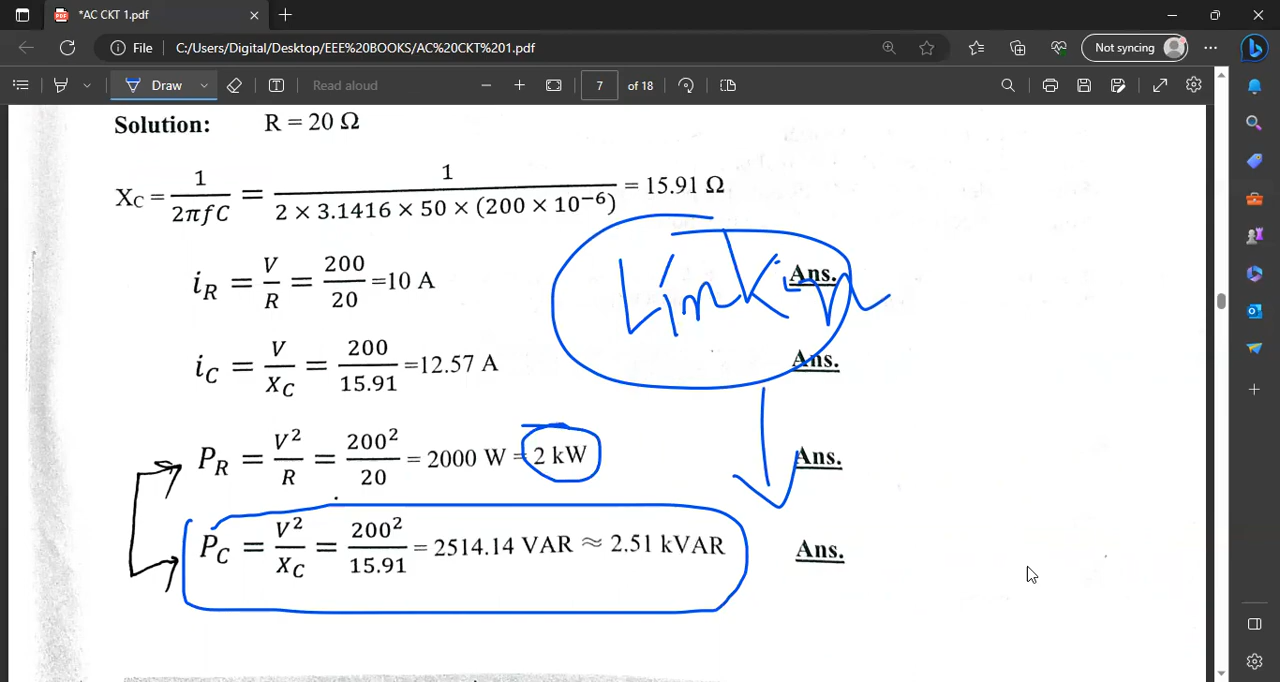 *AC CKT 1.pdf
File C:/Users/Digital/Desktop/EEE%20BOOKS/AC%20CKT%201.pdf Not syncing
Draw Read aloud 7 of 18
Solution: R = 20 Ω
X_C = 1/(2πfC) = 1/(2 × 3.1416 × 50 × (200 × 10⁻⁶)) = 15.91 Ω
i_R = V/R = 200/20 =10 A Ans.
Limkin
i_C = V/X_C = 200/15.91 =12.57 A Ans.
P_R = V²/R = 200²/20 = 2000 W = 2 kW Ans.
P_C = V²/X_C = 200²/15.91 = 2514.14 VAR ≈ 2.51 kVAR Ans.